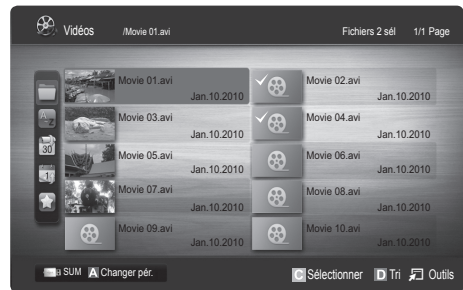 Vidéos /Movie 01.avi Fichiers 2 sél 1/1 Page
Movie 01.avi
Jan.10.2010
Movie 02.avi
Jan.10.2010
A Z
Movie 03.avi
Jan.10.2010
Movie 04.avi
Jan.10.2010
30
Movie 05.avi
Jan.10.2010
Movie 06.avi
Jan.10.2010
Movie 07.avi
Jan.10.2010
Movie 08.avi
Jan.10.2010
Movie 09.avi
Jan.10.2010
Movie 10.avi
Jan.10.2010
SUM A Changer pér. C Sélectionner D Tri Outils